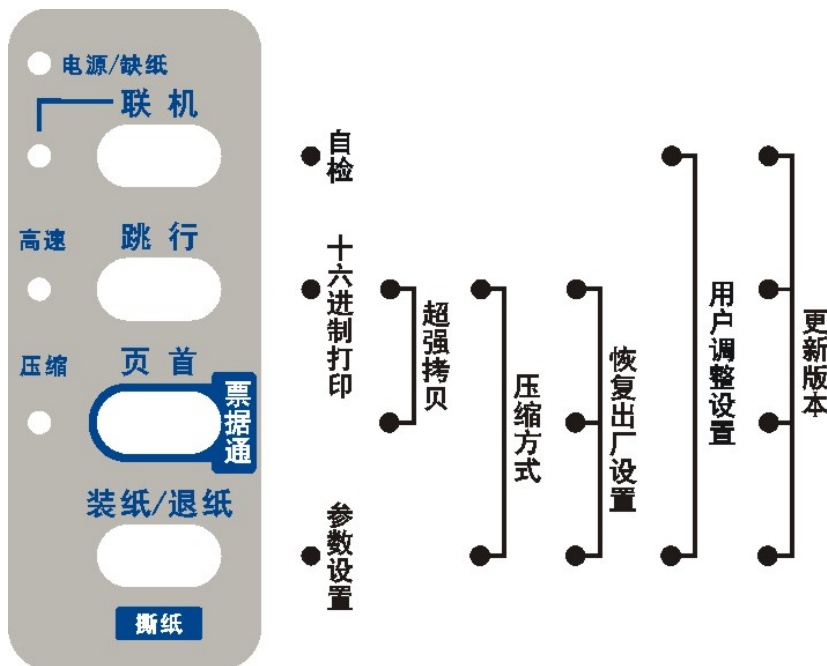 电源/缺纸
联 机
高速
跳 行
压缩
页 首
票据通
装纸/退纸
撕纸
自检
十六进制打印
参数设置
超强拷贝
压缩方式
恢复出厂设置
用户调整设置
更新版本